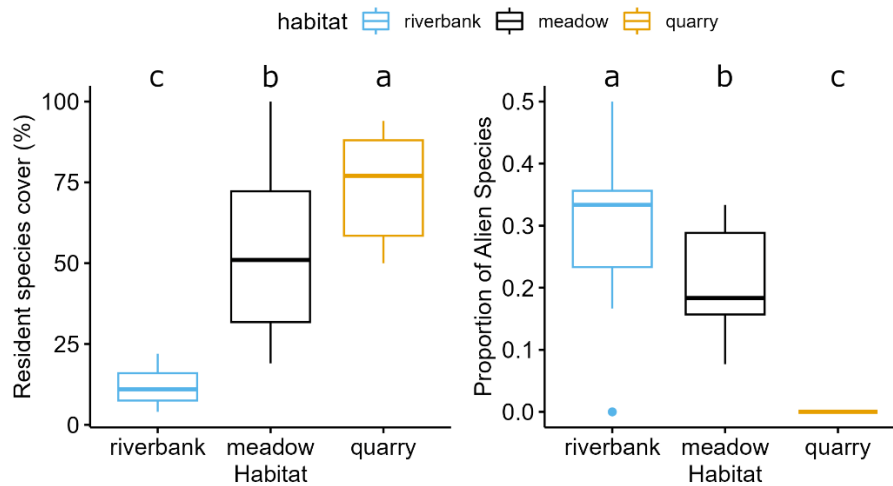 habitat riverbank meadow quarry
c b a
Resident species cover (%)
100
75
50
25
0
riverbank meadow quarry
Habitat
a b c
Proportion of Alien Species
0.5
0.4
0.3
0.2
0.1
0.0
riverbank meadow quarry
Habitat